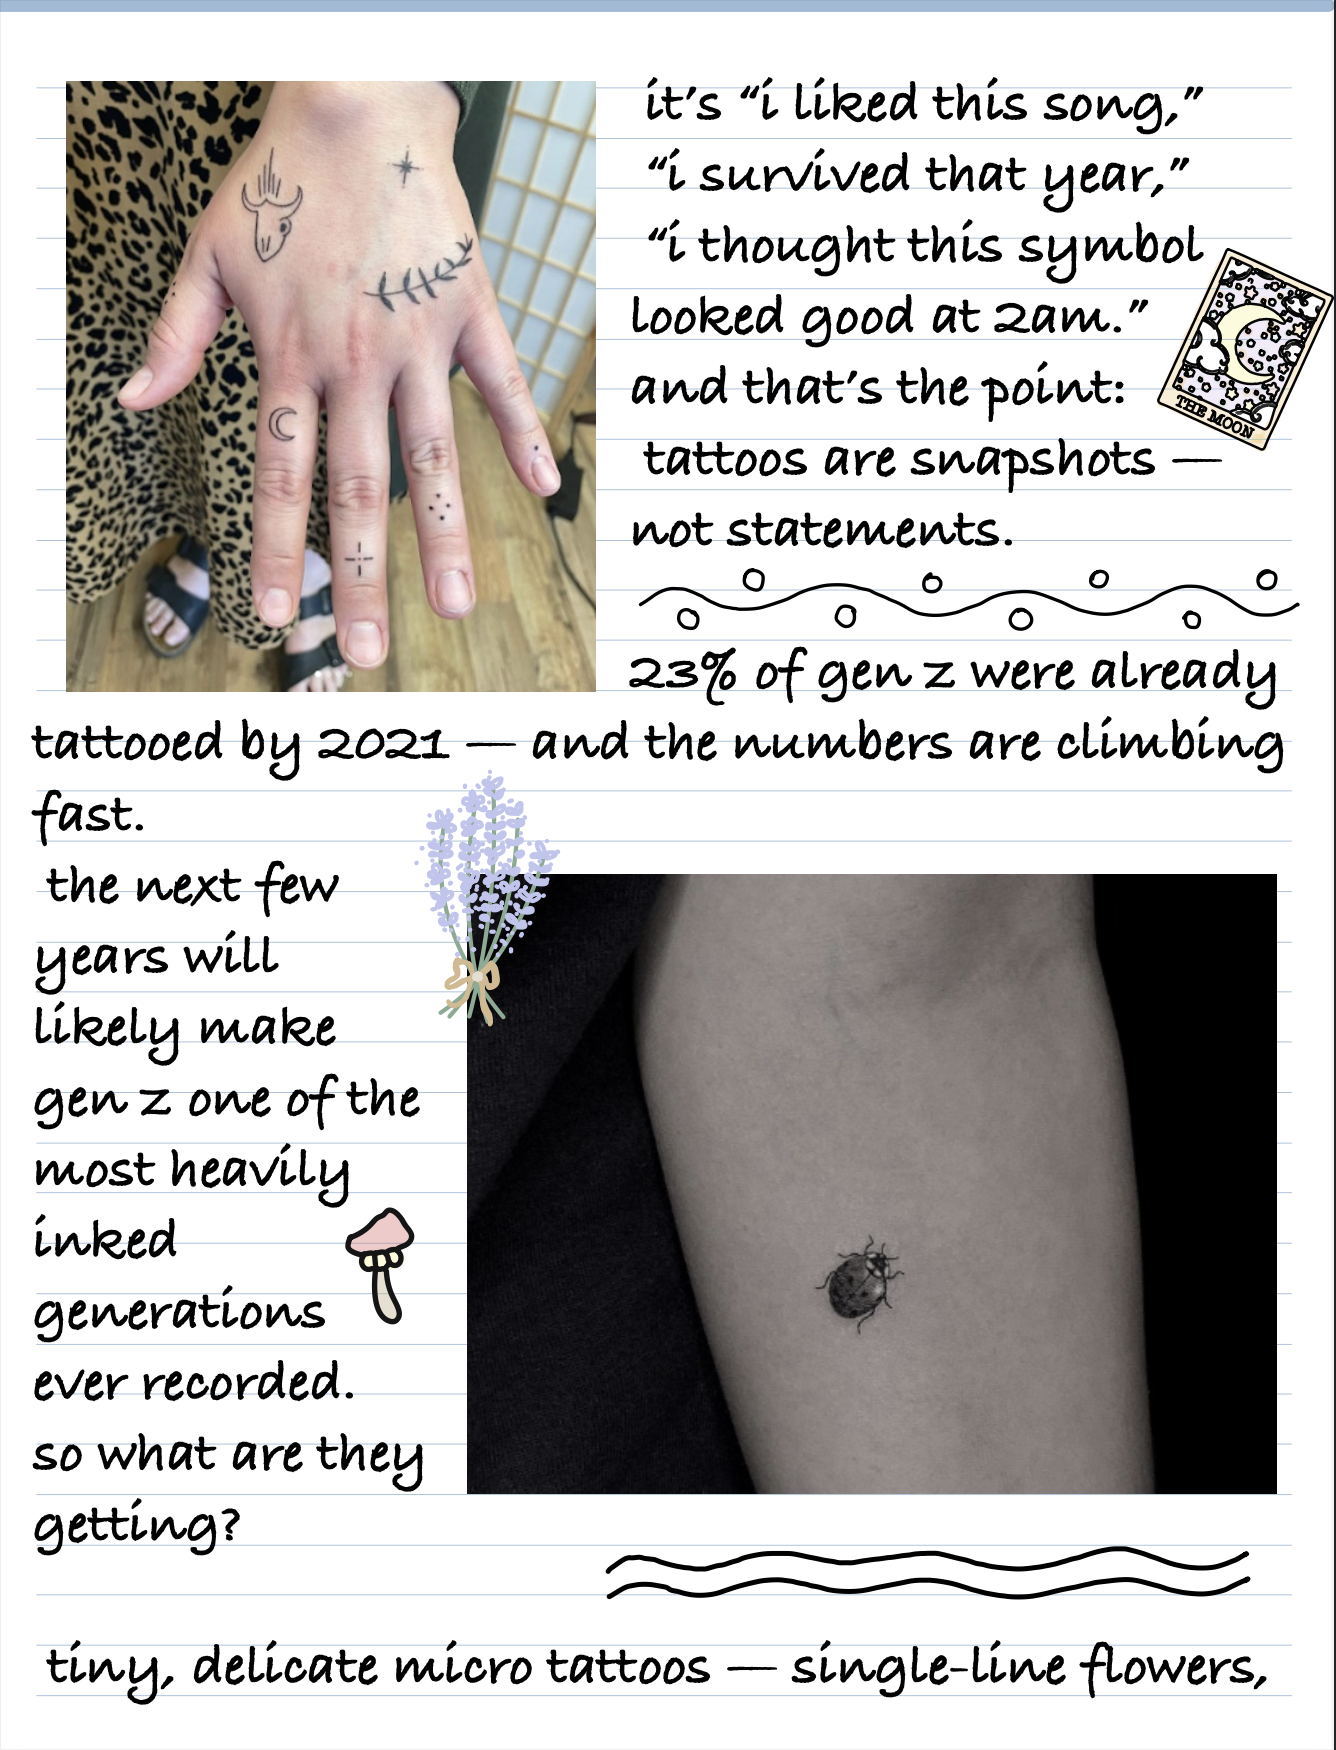 it's “i liked this song,”
“i survived that year,”
“i thought this symbol
looked good at 2am.”
and that's the point:
tattoos are snapshots —
not statements.
THE MOON
23% of gen z were already
tattooed by 2021 — and the numbers are climbing
fast.
the next few
years will
likely make
gen z one of the
most heavily
inked
generations
ever recorded.
so what are they
getting?
tiny, delicate micro tattoos — single-line flowers,